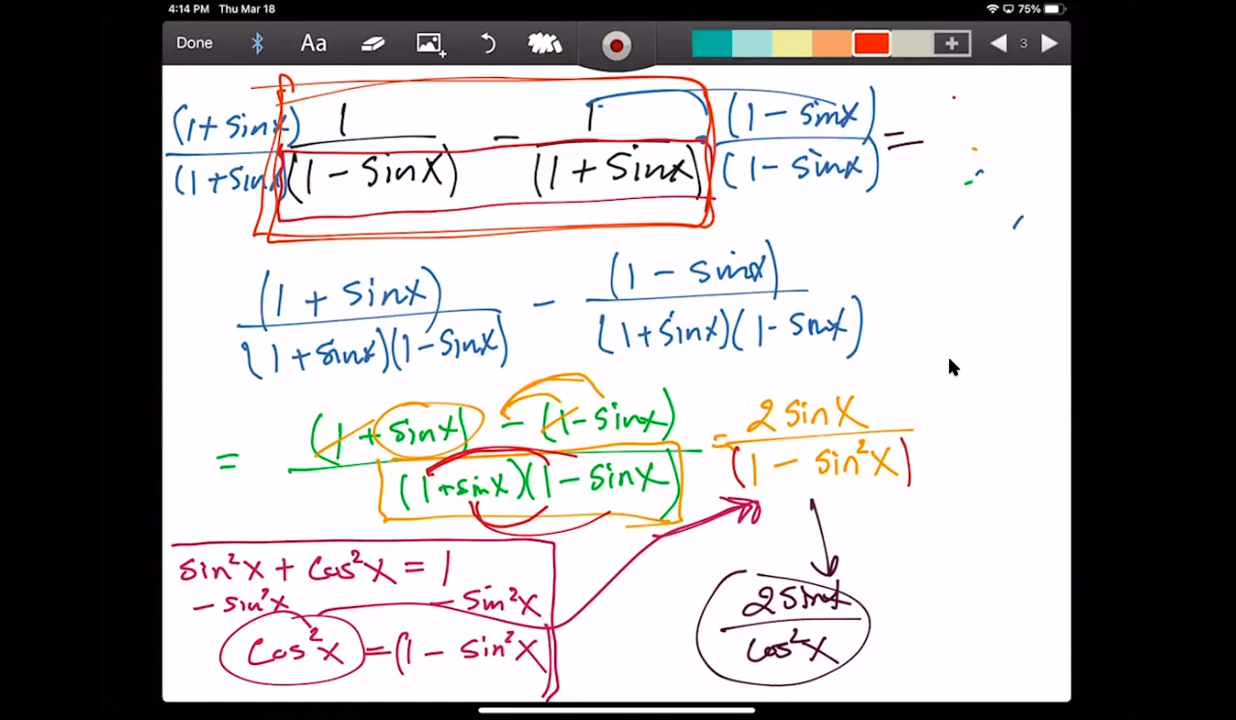 4:14 PM Thu Mar 18 75%
Done Aa 3
(1 + sinx) 1 − 1 (1 − sinx) =
(1 + sinx) (1 − sinx) (1 + sinx) (1 − sinx)
(1 + sinx) − (1 − sinx)
(1 + sinx)(1 − sinx) (1 + sinx)(1 − sinx)
= (1 + sinx) − (1 − sinx) = 2 sinx
(1 + sinx)(1 − sinx) (1 − sin²x)
sin²x + cos²x = 1
− sin²x − sin²x
cos²x = (1 − sin²x)
2 sinx
cos²x